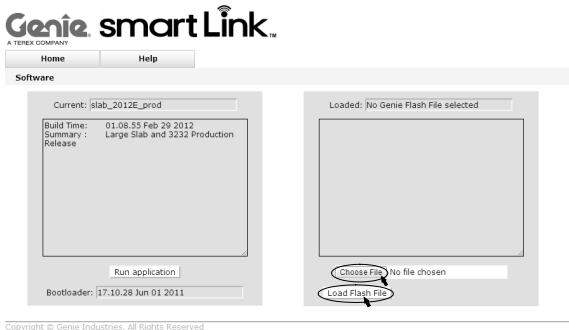 Genie. smart Link™
A TEREX COMPANY
Home Help
Software
Current: slab_2012E_prod
Build Time: 01.08.55 Feb 29 2012
Summary : Large Slab and 3232 Production
Release
Run application
Bootloader: 17.10.28 Jun 01 2011
Loaded: No Genie Flash File selected
Choose File No file chosen
Load Flash File
Copyright © Genie Industries. All Rights Reserved